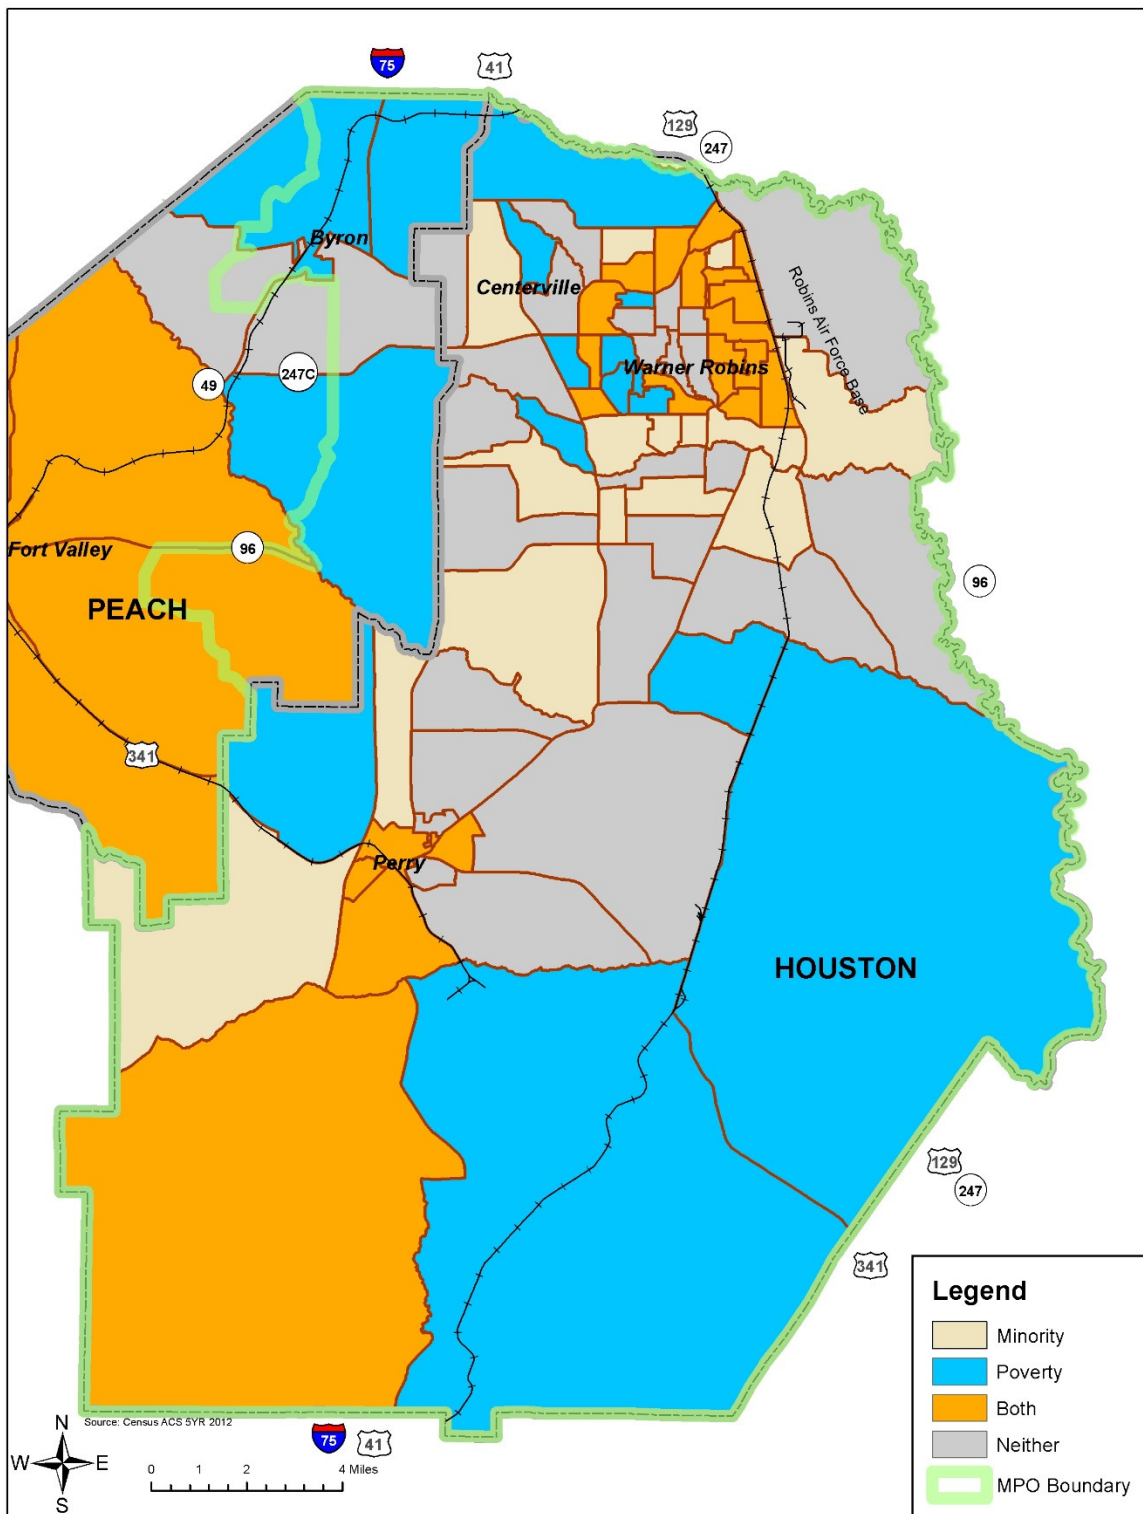 75
41
129
247
Byron
Centerville
Robins Air Force Base
Warner Robins
49
247C
Fort Valley
96
96
PEACH
341
Perry
HOUSTON
129
247
341
Legend
Minority
Poverty
Both
Neither
MPO Boundary
Source: Census ACS 5YR 2012
75
41
N
W E
S
0 1 2 4 Miles